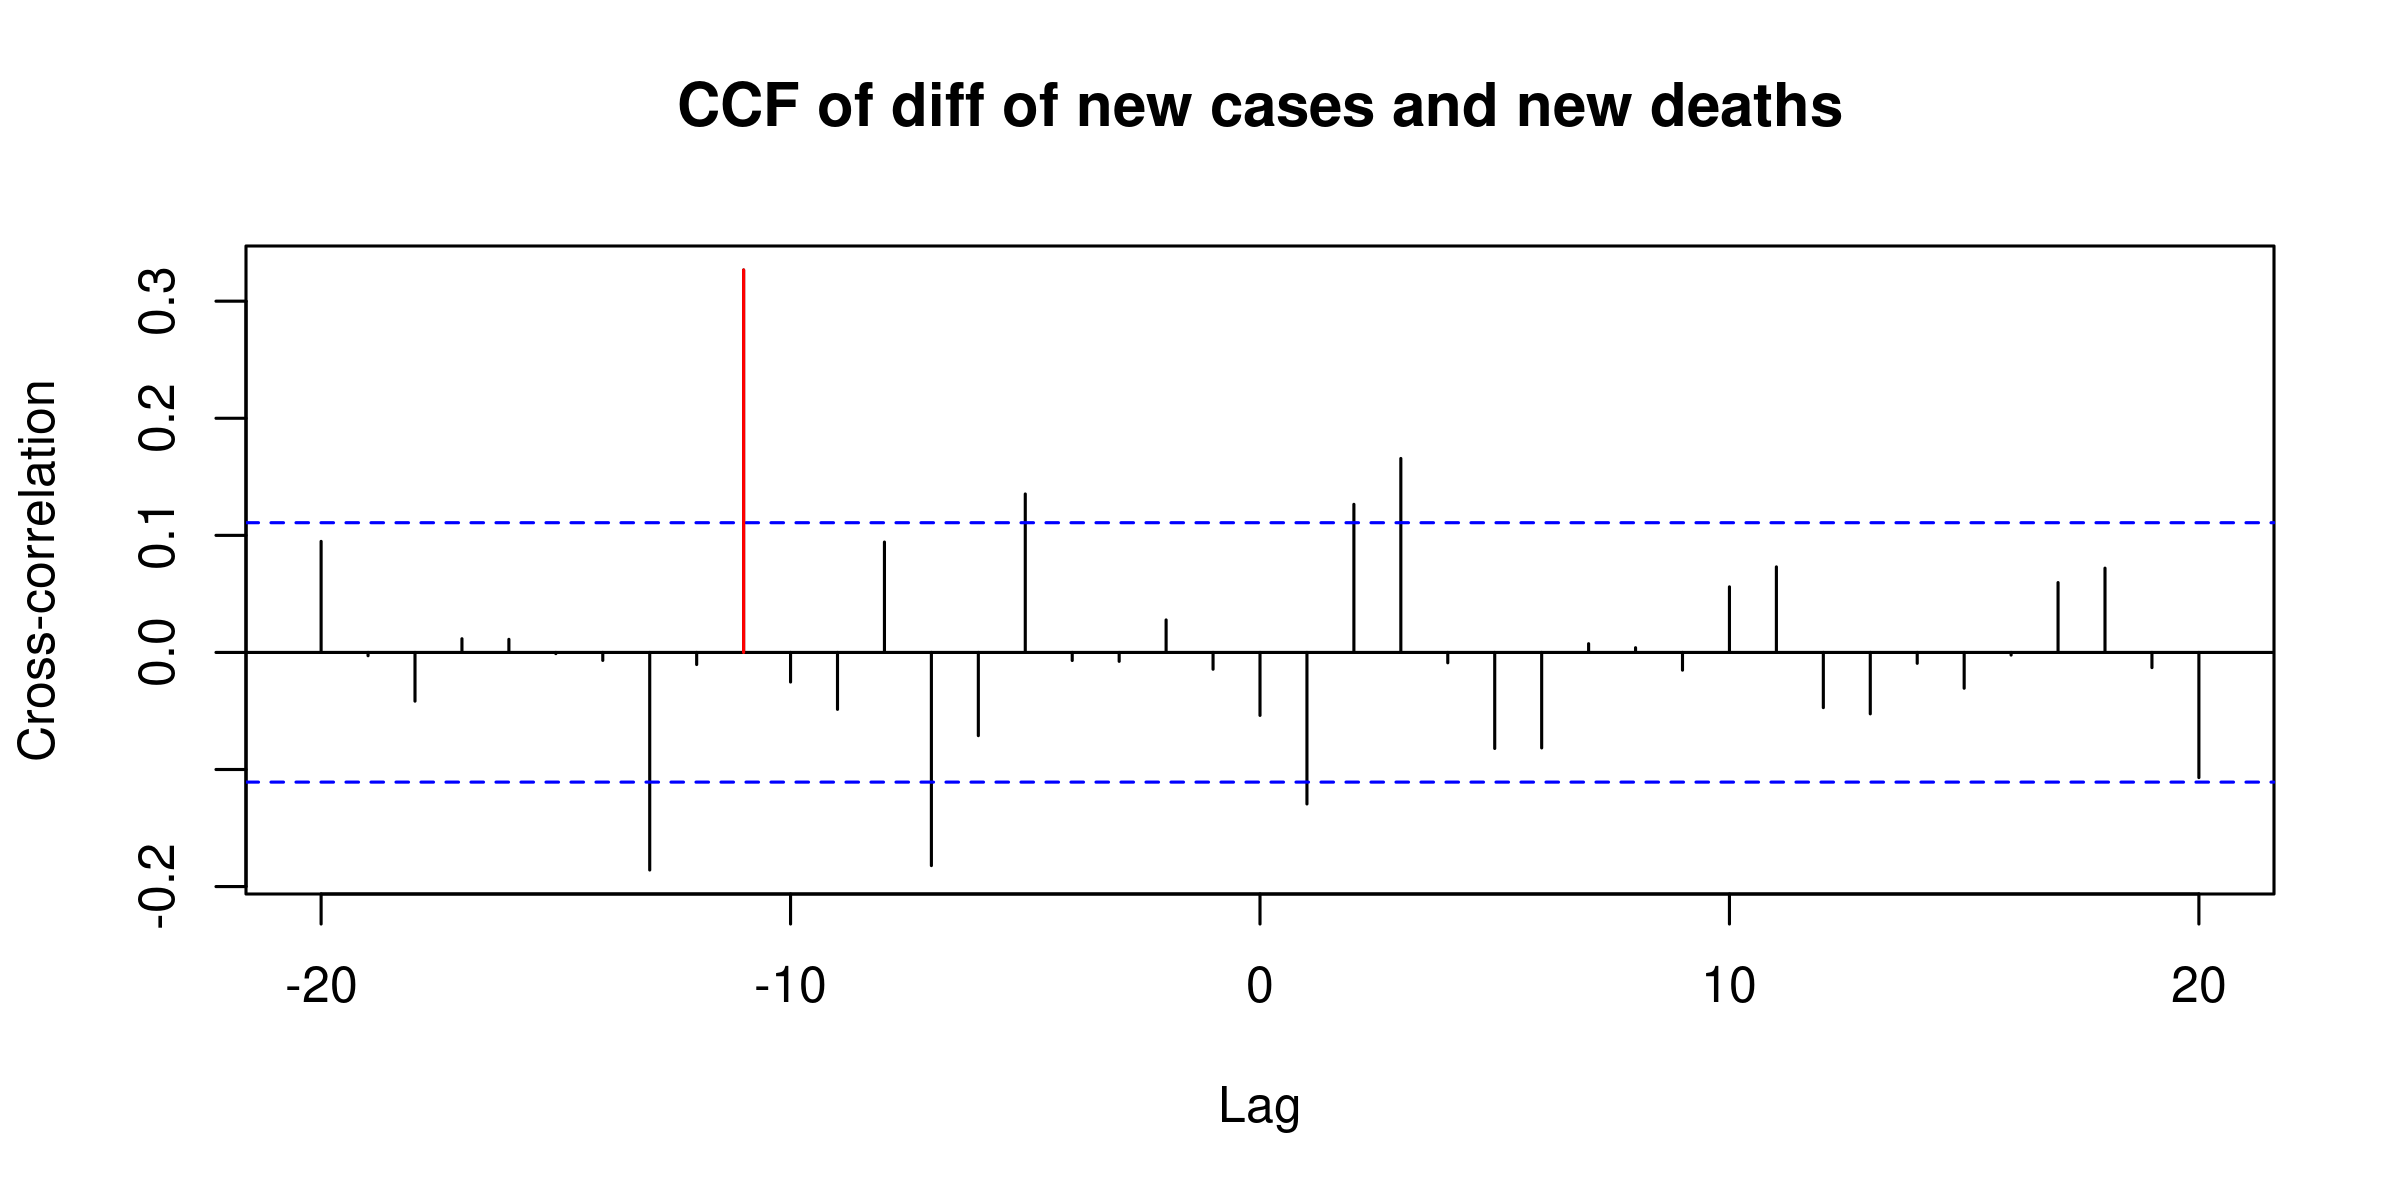 CCF of diff of new cases and new deaths
Cross-correlation
0.3
0.2
0.1
0.0
-0.2
-20 -10 0 10 20
Lag